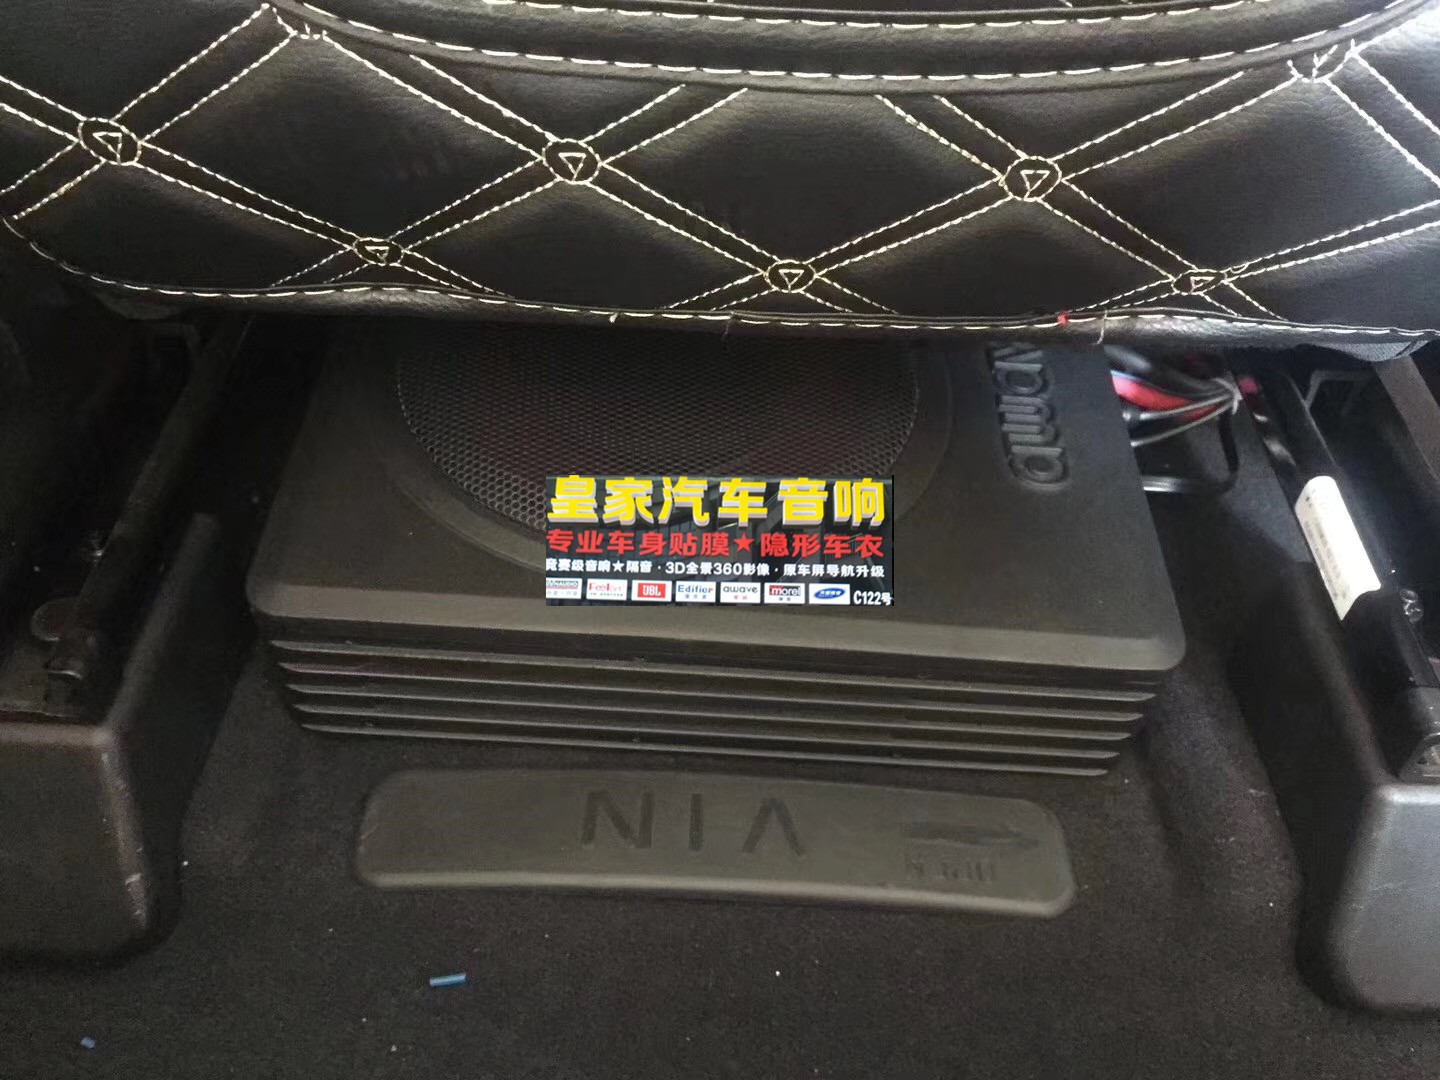 awave
皇家汽车音响
专业车身贴膜★隐形车衣
竞赛级音响★隔音·3D全景360影像·原车屏导航升级
JBL Edifier awave morel C122号
VIN